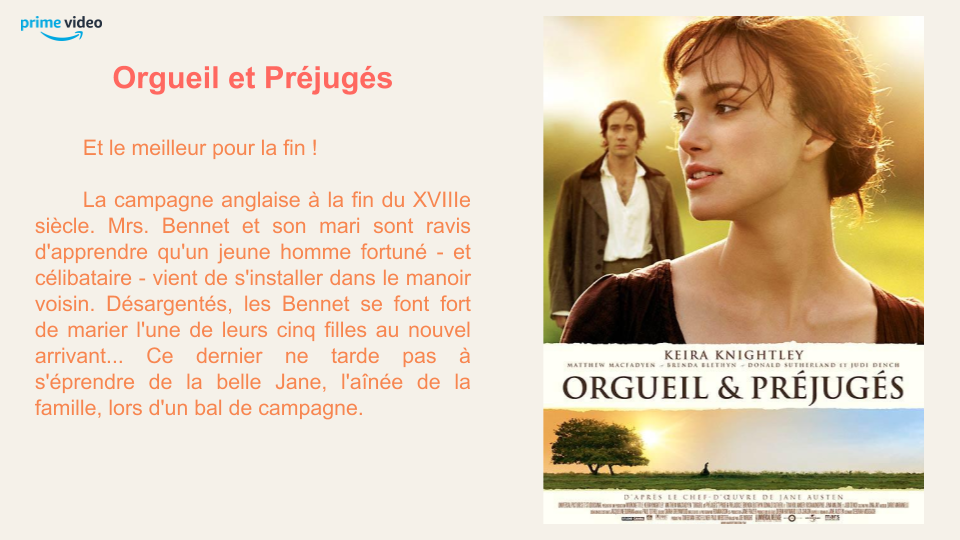 prime video
Orgueil et Préjugés
Et le meilleur pour la fin !
La campagne anglaise à la fin du XVIIIe
siècle. Mrs. Bennet et son mari sont ravis
d'apprendre qu'un jeune homme fortuné - et
célibataire - vient de s'installer dans le manoir
voisin. Désargentés, les Bennet se font fort
de marier l'une de leurs cinq filles au nouvel
arrivant... Ce dernier ne tarde pas à
s'éprendre de la belle Jane, l'aînée de la
famille, lors d'un bal de campagne.
KEIRA KNIGHTLEY
MATTHEW MACFADYEN BRENDA BLETHYN DONALD SUTHERLAND ET JUDI DENCH
ORGUEIL & PRÉJUGÉS
D'APRÈS LE CHEF-D'ŒUVRE DE JANE AUSTEN